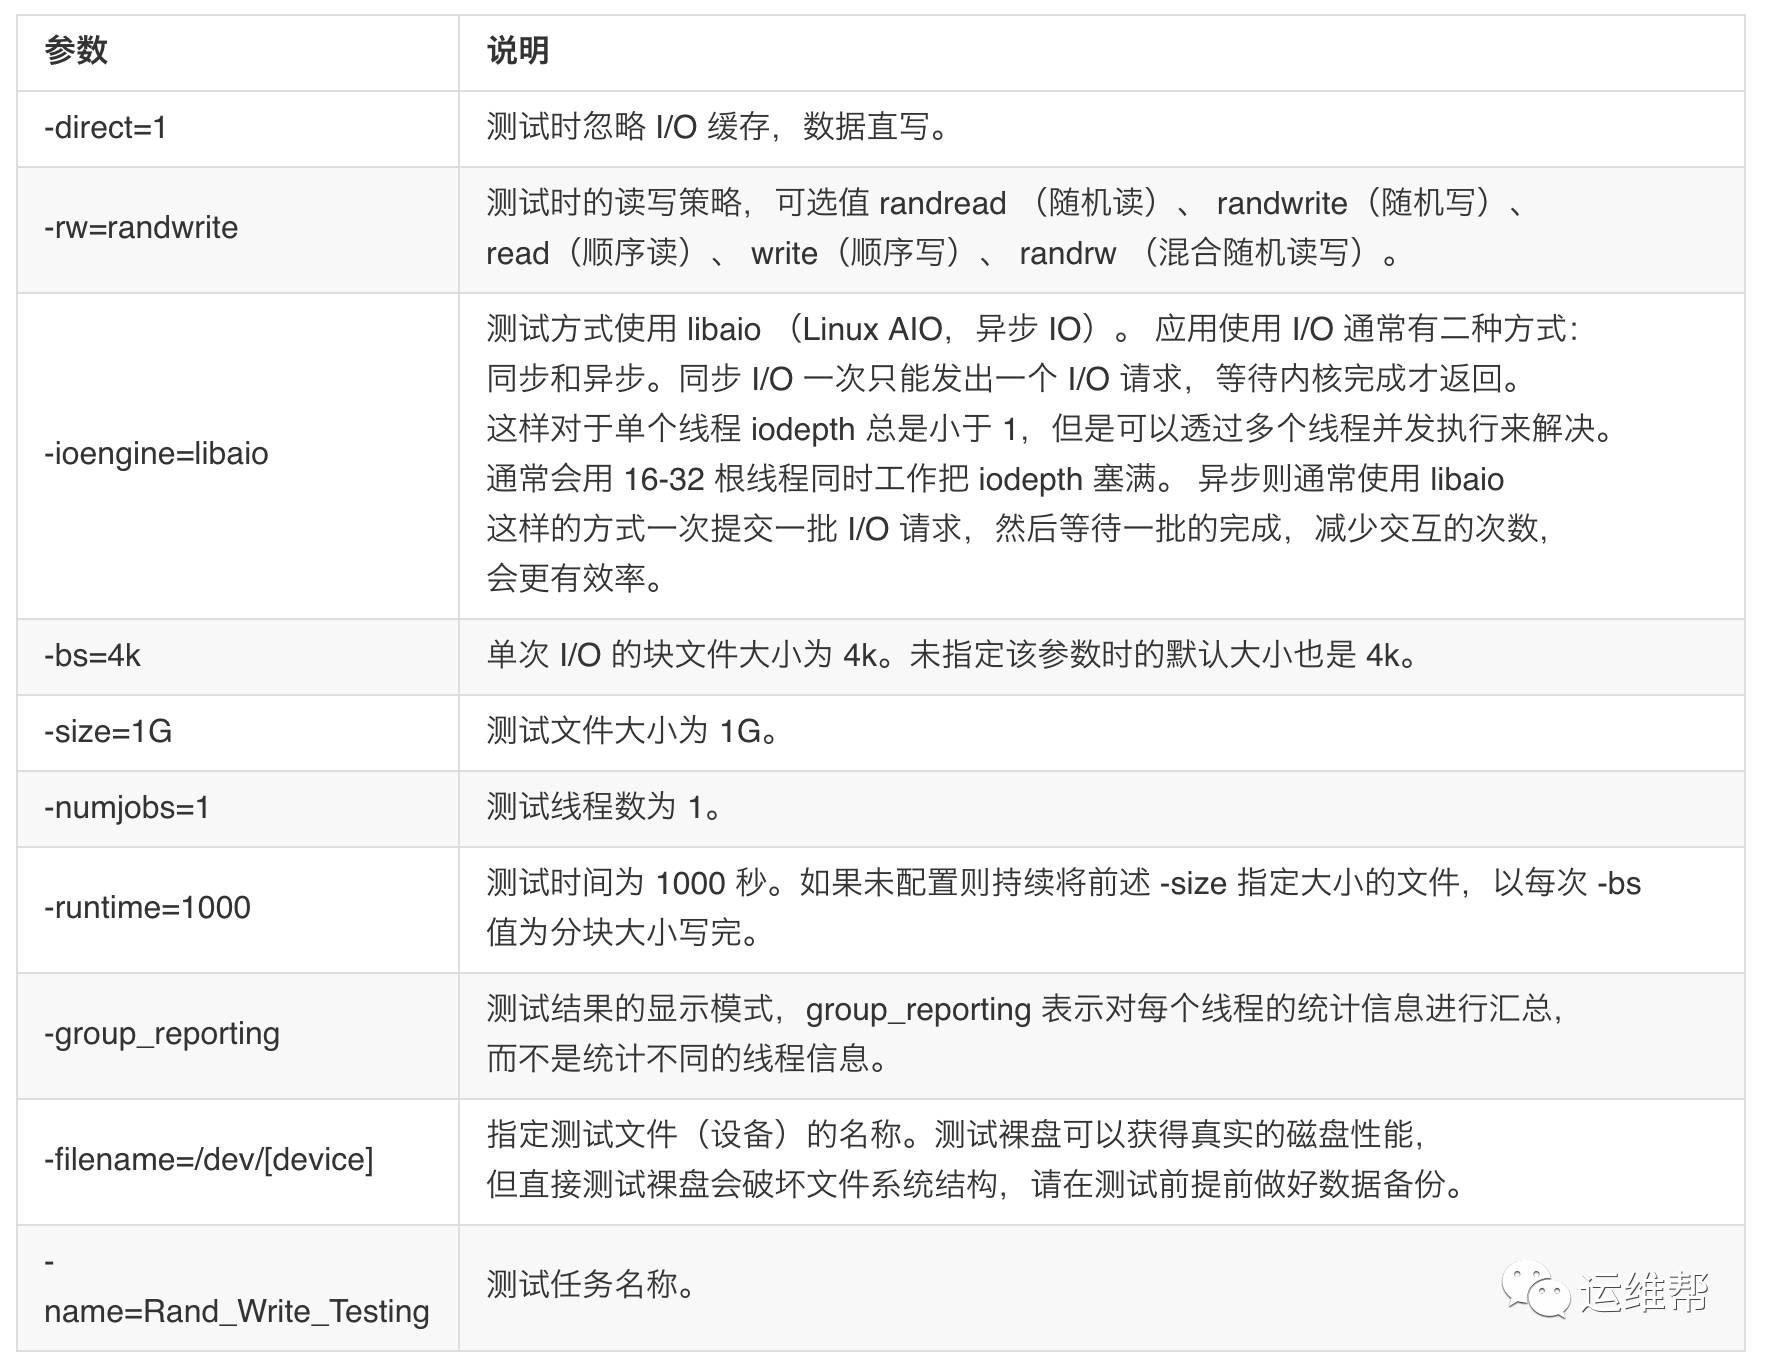 参数
说明
-direct=1
测试时忽略 I/O 缓存，数据直写。
-rw=randwrite
测试时的读写策略，可选值 randread （随机读）、 randwrite（随机写）、
read（顺序读）、 write（顺序写）、 randrw （混合随机读写）。
-ioengine=libaio
测试方式使用 libaio （Linux AIO，异步 IO）。 应用使用 I/O 通常有二种方式：
同步和异步。同步 I/O 一次只能发出一个 I/O 请求，等待内核完成才返回。
这样对于单个线程 iodepth 总是小于 1，但是可以透过多个线程并发执行来解决。
通常会用 16-32 根线程同时工作把 iodepth 塞满。 异步则通常使用 libaio
这样的方式一次提交一批 I/O 请求，然后等待一批的完成，减少交互的次数，
会更有效率。
-bs=4k
单次 I/O 的块文件大小为 4k。未指定该参数时的默认大小也是 4k。
-size=1G
测试文件大小为 1G。
-numjobs=1
测试线程数为 1。
-runtime=1000
测试时间为 1000 秒。如果未配置则持续将前述 -size 指定大小的文件，以每次 -bs
值为分块大小写完。
-group_reporting
测试结果的显示模式，group_reporting 表示对每个线程的统计信息进行汇总，
而不是统计不同的线程信息。
-filename=/dev/[device]
指定测试文件（设备）的名称。测试裸盘可以获得真实的磁盘性能，
但直接测试裸盘会破坏文件系统结构，请在测试前提前做好数据备份。
-
name=Rand_Write_Testing
测试任务名称。
运维帮